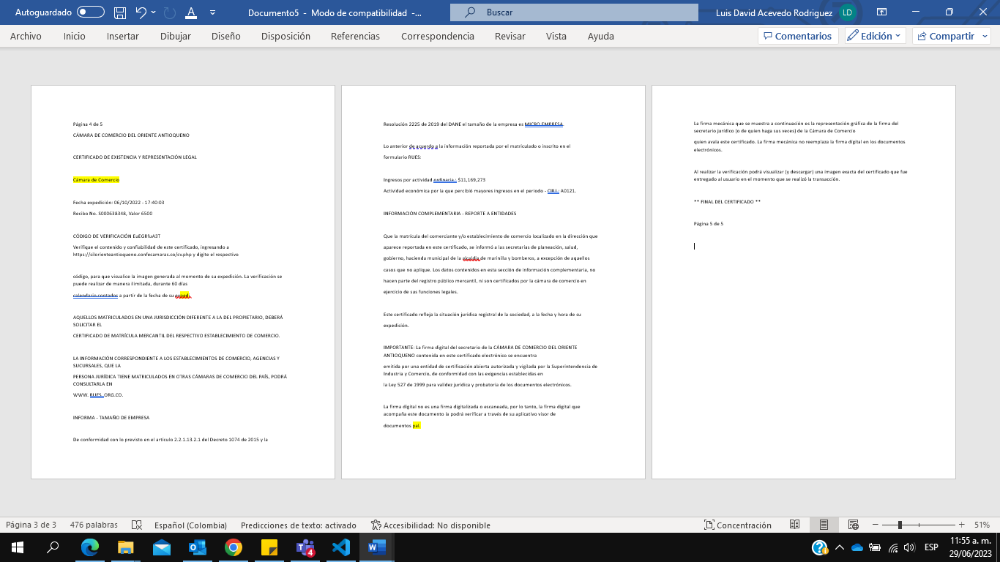 Autoguardado
Documento5 - Modo de compatibilidad -...
Buscar
Luis David Acevedo Rodriguez
LD
Archivo
Inicio
Insertar
Dibujar
Diseño
Disposición
Referencias
Correspondencia
Revisar
Vista
Ayuda
Comentarios
Edición
Compartir
Página 4 de 5
CÁMARA DE COMERCIO DEL ORIENTE ANTIOQUENO
CERTIFICADO DE EXISTENCIA Y REPRESENTACIÓN LEGAL
Cámara de Comercio
Fecha expedición: 06/10/2022 - 17:40:03
Recibo No. S000638348, Valor 6500
CÓDIGO DE VERIFICACIÓN EuEGRfuA3T
Verifique el contenido y confiabilidad de este certificado, ingresando a
https://siiorienteantioqueno.confecamaras.co/cv.php y digite el respectivo
código, para que visualice la imagen generada al momento de su expedición. La verificación se
puede realizar de manera ilimitada, durante 60 días
calendario contados a partir de la fecha de su expedi.
AQUELLOS MATRICULADOS EN UNA JURISDICCIÓN DIFERENTE A LA DEL PROPIETARIO, DEBERÁ
SOLICITAR EL
CERTIFICADO DE MATRÍCULA MERCANTIL DEL RESPECTIVO ESTABLECIMIENTO DE COMERCIO.
LA INFORMACIÓN CORRESPONDIENTE A LOS ESTABLECIMIENTOS DE COMERCIO, AGENCIAS Y
SUCURSALES, QUE LA
PERSONA JURÍDICA TIENE MATRICULADOS EN OTRAS CÁMARAS DE COMERCIO DEL PAÍS, PODRÁ
CONSULTARLA EN
WWW. RUES. ORG.CO.
INFORMA - TAMAÑO DE EMPRESA
De conformidad con lo previsto en el artículo 2.2.1.13.2.1 del Decreto 1074 de 2015 y la
Resolución 2225 de 2019 del DANE el tamaño de la empresa es MICRO EMPRESA.
Lo anterior de acuerdo a la información reportada por el matriculado o inscrito en el
formulario RUES:
Ingresos por actividad ordinacia : $11,169,273
Actividad económica por la que percibió mayores ingresos en el periodo - CIIU: A0121.
INFORMACIÓN COMPLEMENTARIA - REPORTE A ENTIDADES
Que la matrícula del comerciante y/o establecimiento de comercio localizado en la dirección que
aparece reportada en este certificado, se informó a las secretarías de planeación, salud,
gobierno, hacienda municipal de la alcaldía de marinilla y bomberos, a excepción de aquellos
casos que no aplique. Los datos contenidos en esta sección de información complementaria, no
hacen parte del registro público mercantil, ni son certificados por la cámara de comercio en
ejercicio de sus funciones legales.
Este certificado refleja la situación jurídica registral de la sociedad, a la fecha y hora de su
expedición.
IMPORTANTE: La firma digital del secretario de la CÁMARA DE COMERCIO DEL ORIENTE
ANTIOQUENO contenida en este certificado electrónico se encuentra
emitida por una entidad de certificación abierta autorizada y vigilada por la Superintendencia de
Industria y Comercio, de conformidad con las exigencias establecidas en
la Ley 527 de 1999 para validez jurídica y probatoria de los documentos electrónicos.
La firma digital no es una firma digitalizada o escaneada, por lo tanto, la firma digital que
acompaña este documento la podrá verificar a través de su aplicativo visor de
documentos pal.
La firma mecánica que se muestra a continuación es la representación gráfica de la firma del
secretario jurídico (o de quien haga sus veces) de la Cámara de Comercio
quien avala este certificado. La firma mecánica no reemplaza la firma digital en los documentos
electrónicos.
Al realizar la verificación podrá visualizar (y descargar) una imagen exacta del certificado que fue
entregado al usuario en el momento que se realizó la transacción.
** FINAL DEL CERTIFICADO **
Página 5 de 5
Página 3 de 3
476 palabras
Español (Colombia)
Predicciones de texto: activado
Accesibilidad: No disponible
Concentración
51%
4
ESP
11:55 a. m.
29/06/2023